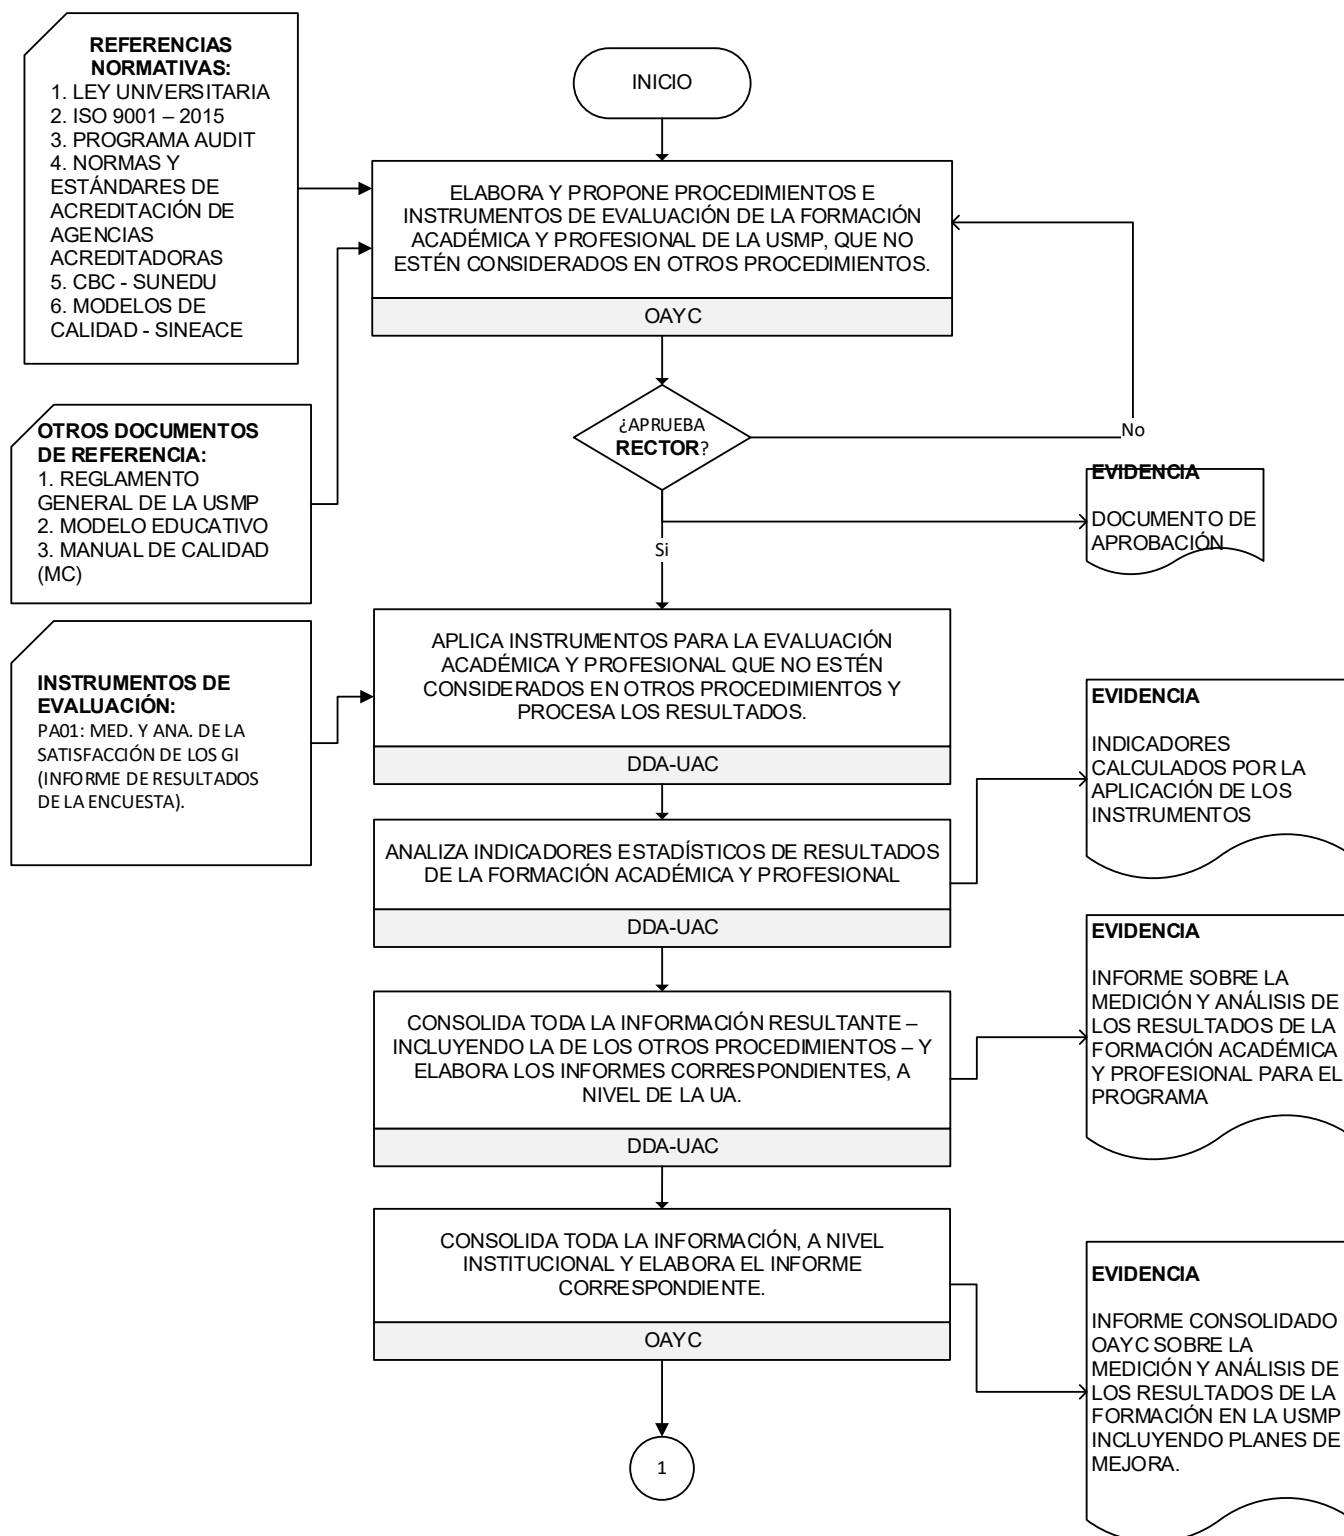 REFERENCIAS
NORMATIVAS:
1. LEY UNIVERSITARIA
2. ISO 9001 – 2015
3. PROGRAMA AUDIT
4. NORMAS Y
ESTÁNDARES DE
ACREDITACIÓN DE
AGENCIAS
ACREDITADORAS
5. CBC - SUNEDU
6. MODELOS DE
CALIDAD - SINEACE
INICIO
ELABORA Y PROPONE PROCEDIMIENTOS E
INSTRUMENTOS DE EVALUACIÓN DE LA FORMACIÓN
ACADÉMICA Y PROFESIONAL DE LA USMP, QUE NO
ESTÉN CONSIDERADOS EN OTROS PROCEDIMIENTOS.
OAYC
OTROS DOCUMENTOS
DE REFERENCIA:
1. REGLAMENTO
GENERAL DE LA USMP
2. MODELO EDUCATIVO
3. MANUAL DE CALIDAD
(MC)
¿APRUEBA
RECTOR?
No
Si
EVIDENCIA
DOCUMENTO DE
APROBACIÓN
INSTRUMENTOS DE
EVALUACIÓN:
PA01: MED. Y ANA. DE LA
SATISFACCIÓN DE LOS GI
(INFORME DE RESULTADOS
DE LA ENCUESTA).
APLICA INSTRUMENTOS PARA LA EVALUACIÓN
ACADÉMICA Y PROFESIONAL QUE NO ESTÉN
CONSIDERADOS EN OTROS PROCEDIMIENTOS Y
PROCESA LOS RESULTADOS.
DDA-UAC
EVIDENCIA
INDICADORES
CALCULADOS POR LA
APLICACIÓN DE LOS
INSTRUMENTOS
ANALIZA INDICADORES ESTADÍSTICOS DE RESULTADOS
DE LA FORMACIÓN ACADÉMICA Y PROFESIONAL
DDA-UAC
EVIDENCIA
INFORME SOBRE LA
MEDICIÓN Y ANÁLISIS DE
LOS RESULTADOS DE LA
FORMACIÓN ACADÉMICA
Y PROFESIONAL PARA EL
PROGRAMA
CONSOLIDA TODA LA INFORMACIÓN RESULTANTE –
INCLUYENDO LA DE LOS OTROS PROCEDIMIENTOS – Y
ELABORA LOS INFORMES CORRESPONDIENTES, A
NIVEL DE LA UA.
DDA-UAC
CONSOLIDA TODA LA INFORMACIÓN, A NIVEL
INSTITUCIONAL Y ELABORA EL INFORME
CORRESPONDIENTE.
OAYC
EVIDENCIA
INFORME CONSOLIDADO
OAYC SOBRE LA
MEDICIÓN Y ANÁLISIS DE
LOS RESULTADOS DE LA
FORMACIÓN EN LA USMP
INCLUYENDO PLANES DE
MEJORA.
1